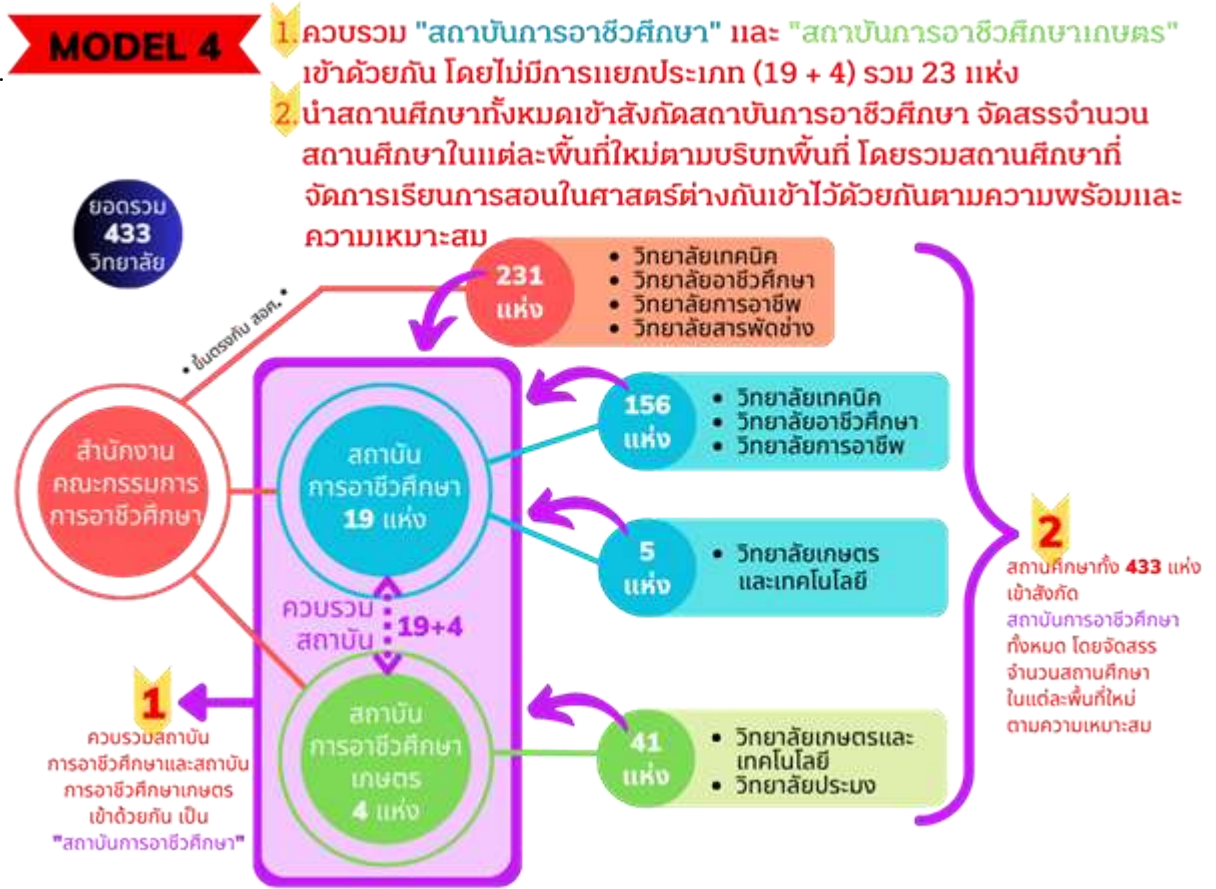 MODEL 4
1. ควบรวม "สถาบันการอาชีวศึกษา" และ "สถาบันการอาชีวศึกษาเกษตร"
เข้าด้วยกัน โดยไม่มีการแยกประเภท (19 + 4) รวม 23 แห่ง
2. นำสถานศึกษาทั้งหมดเข้าสังกัดสถาบันการอาชีวศึกษา จัดสรรจำนวน
สถานศึกษาในแต่ละพื้นที่ใหม่ตามบริบทพื้นที่ โดยรวมสถานศึกษาที่
จัดการเรียนการสอนในศาสตร์ต่างกันเข้าไว้ด้วยกันตามความพร้อมและ
ความเหมาะสม
ยอดรวม
433
วิทยาลัย
231
แห่ง
• วิทยาลัยเทคนิค
• วิทยาลัยอาชีวศึกษา
• วิทยาลัยการอาชีพ
• วิทยาลัยสารพัดช่าง
• ขึ้นตรงกับ สอศ. •
สำนักงาน
คณะกรรมการ
การอาชีวศึกษา
สถาบัน
การอาชีวศึกษา
19 แห่ง
156
แห่ง
• วิทยาลัยเทคนิค
• วิทยาลัยอาชีวศึกษา
• วิทยาลัยการอาชีพ
5
แห่ง
• วิทยาลัยเกษตร
และเทคโนโลยี
ควบรวม
สถาบัน
19+4
สถาบัน
การอาชีวศึกษา
เกษตร
4 แห่ง
41
แห่ง
• วิทยาลัยเกษตรและ
เทคโนโลยี
• วิทยาลัยประมง
1
ควบรวมสถาบัน
การอาชีวศึกษาและสถาบัน
การอาชีวศึกษาเกษตร
เข้าด้วยกัน เป็น
"สถาบันการอาชีวศึกษา"
2
สถานศึกษาทั้ง 433 แห่ง
เข้าสังกัด
สถาบันการอาชีวศึกษา
ทั้งหมด โดยจัดสรร
จำนวนสถานศึกษา
ในแต่ละพื้นที่ใหม่
ตามความเหมาะสม